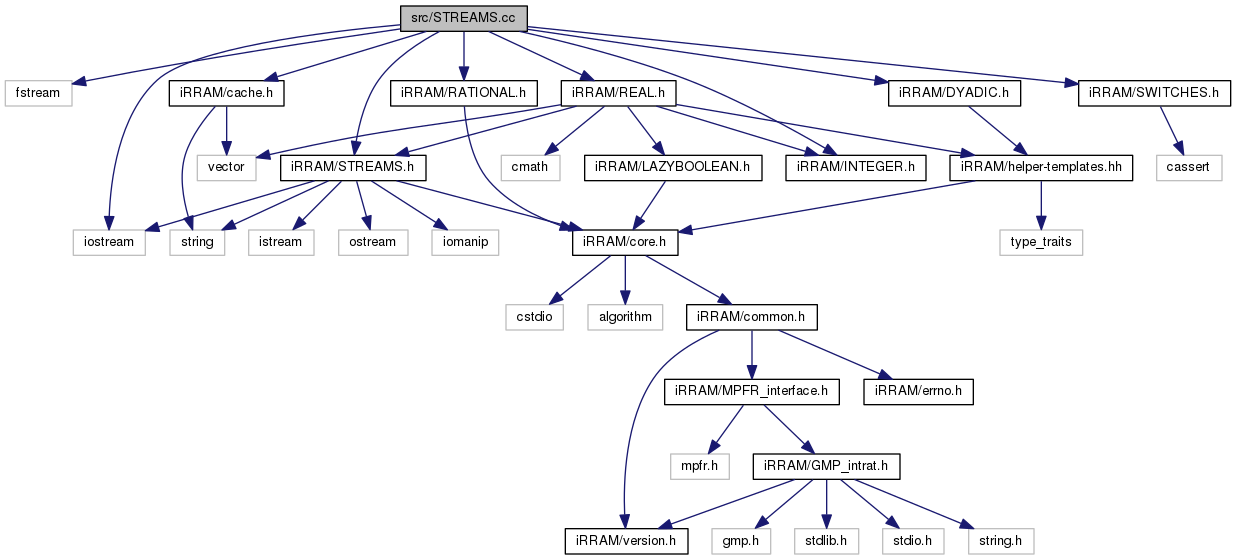 src/STREAMS.cc
fstream
iRRAM/cache.h
iRRAM/RATIONAL.h
iRRAM/REAL.h
iRRAM/DYADIC.h
iRRAM/SWITCHES.h
vector
iRRAM/STREAMS.h
cmath
iRRAM/LAZYBOOLEAN.h
iRRAM/INTEGER.h
iRRAM/helper-templates.hh
cassert
iostream
string
istream
ostream
iomanip
iRRAM/core.h
type_traits
cstdio
algorithm
iRRAM/common.h
iRRAM/MPFR_interface.h
iRRAM/errno.h
mpfr.h
iRRAM/GMP_intrat.h
iRRAM/version.h
gmp.h
stdlib.h
stdio.h
string.h